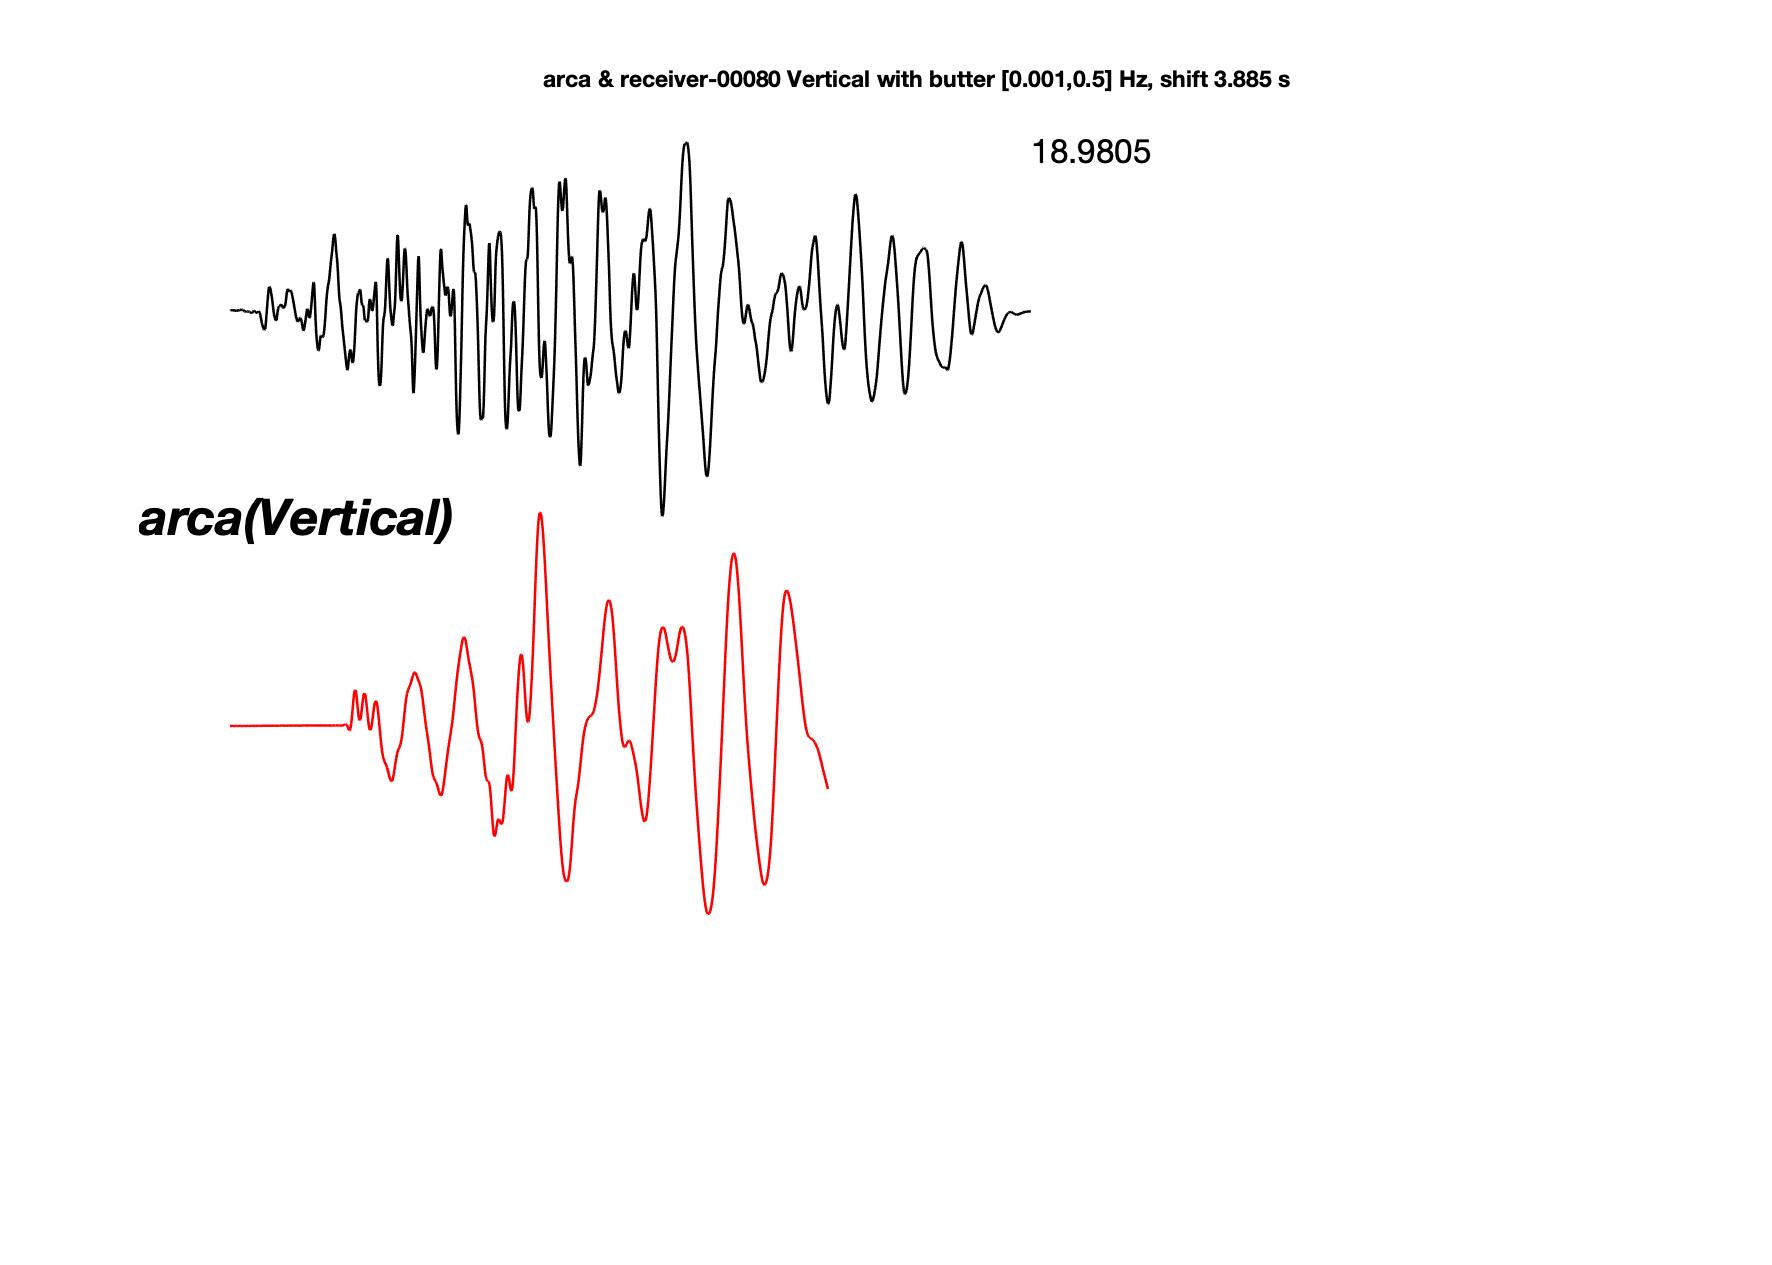 arca & receiver-00080 Vertical with butter [0.001,0.5] Hz, shift 3.885 s
18.9805
arca(Vertical)